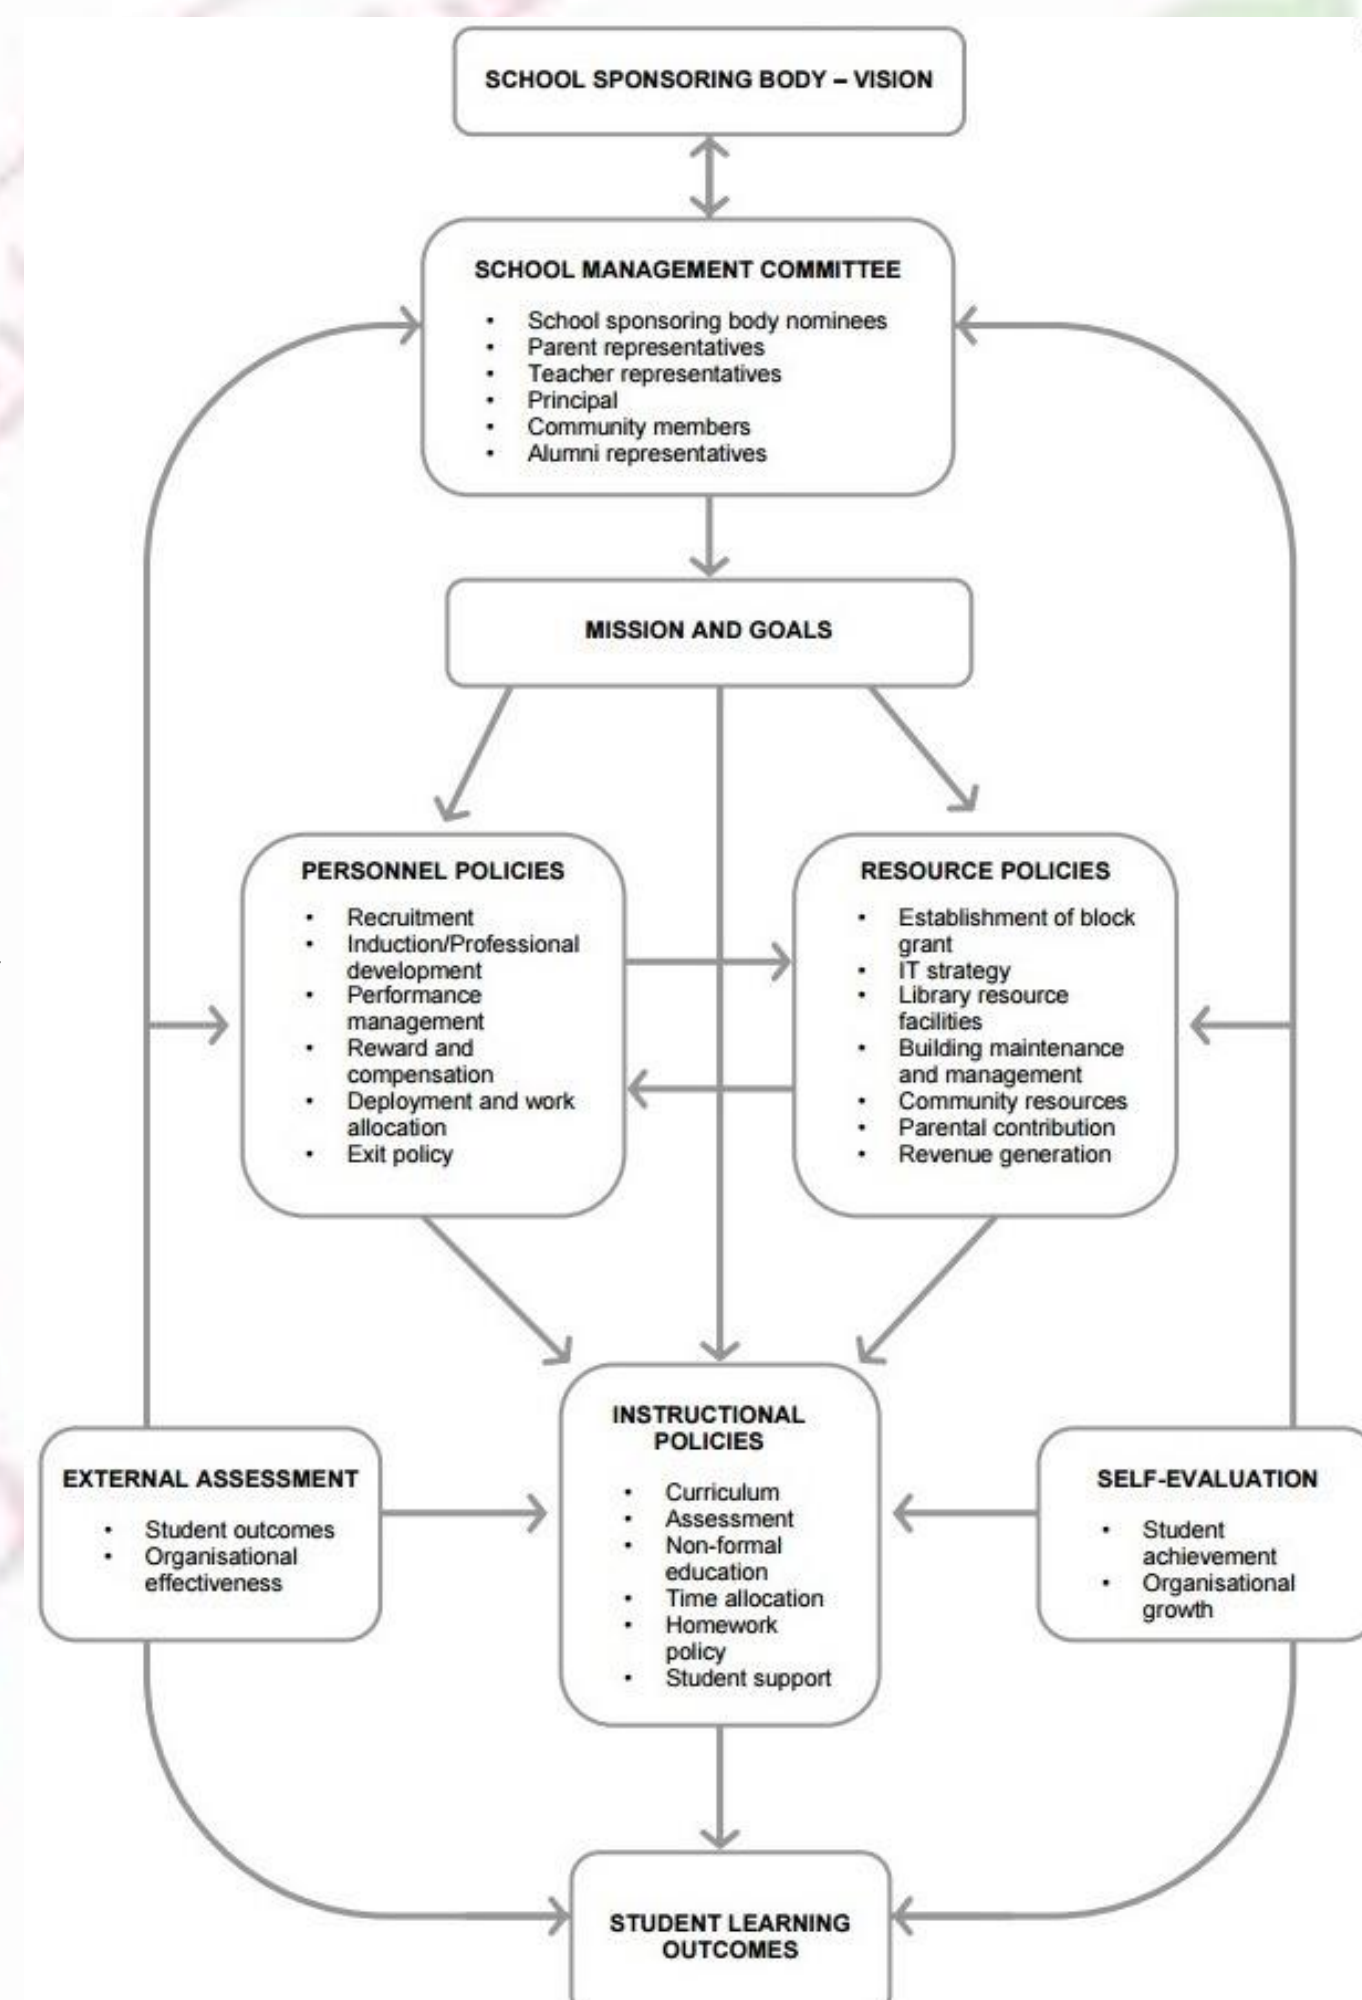 SCHOOL SPONSORING BODY – VISION
SCHOOL MANAGEMENT COMMITTEE
• School sponsoring body nominees
• Parent representatives
• Teacher representatives
• Principal
• Community members
• Alumni representatives
MISSION AND GOALS
PERSONNEL POLICIES
• Recruitment
• Induction/Professional
development
• Performance
management
• Reward and
compensation
• Deployment and work
allocation
• Exit policy
RESOURCE POLICIES
• Establishment of block
grant
• IT strategy
• Library resource
facilities
• Building maintenance
and management
• Community resources
• Parental contribution
• Revenue generation
EXTERNAL ASSESSMENT
• Student outcomes
• Organisational
effectiveness
INSTRUCTIONAL
POLICIES
• Curriculum
• Assessment
• Non-formal
education
• Time allocation
• Homework
policy
• Student support
SELF-EVALUATION
• Student
achievement
• Organisational
growth
STUDENT LEARNING
OUTCOMES